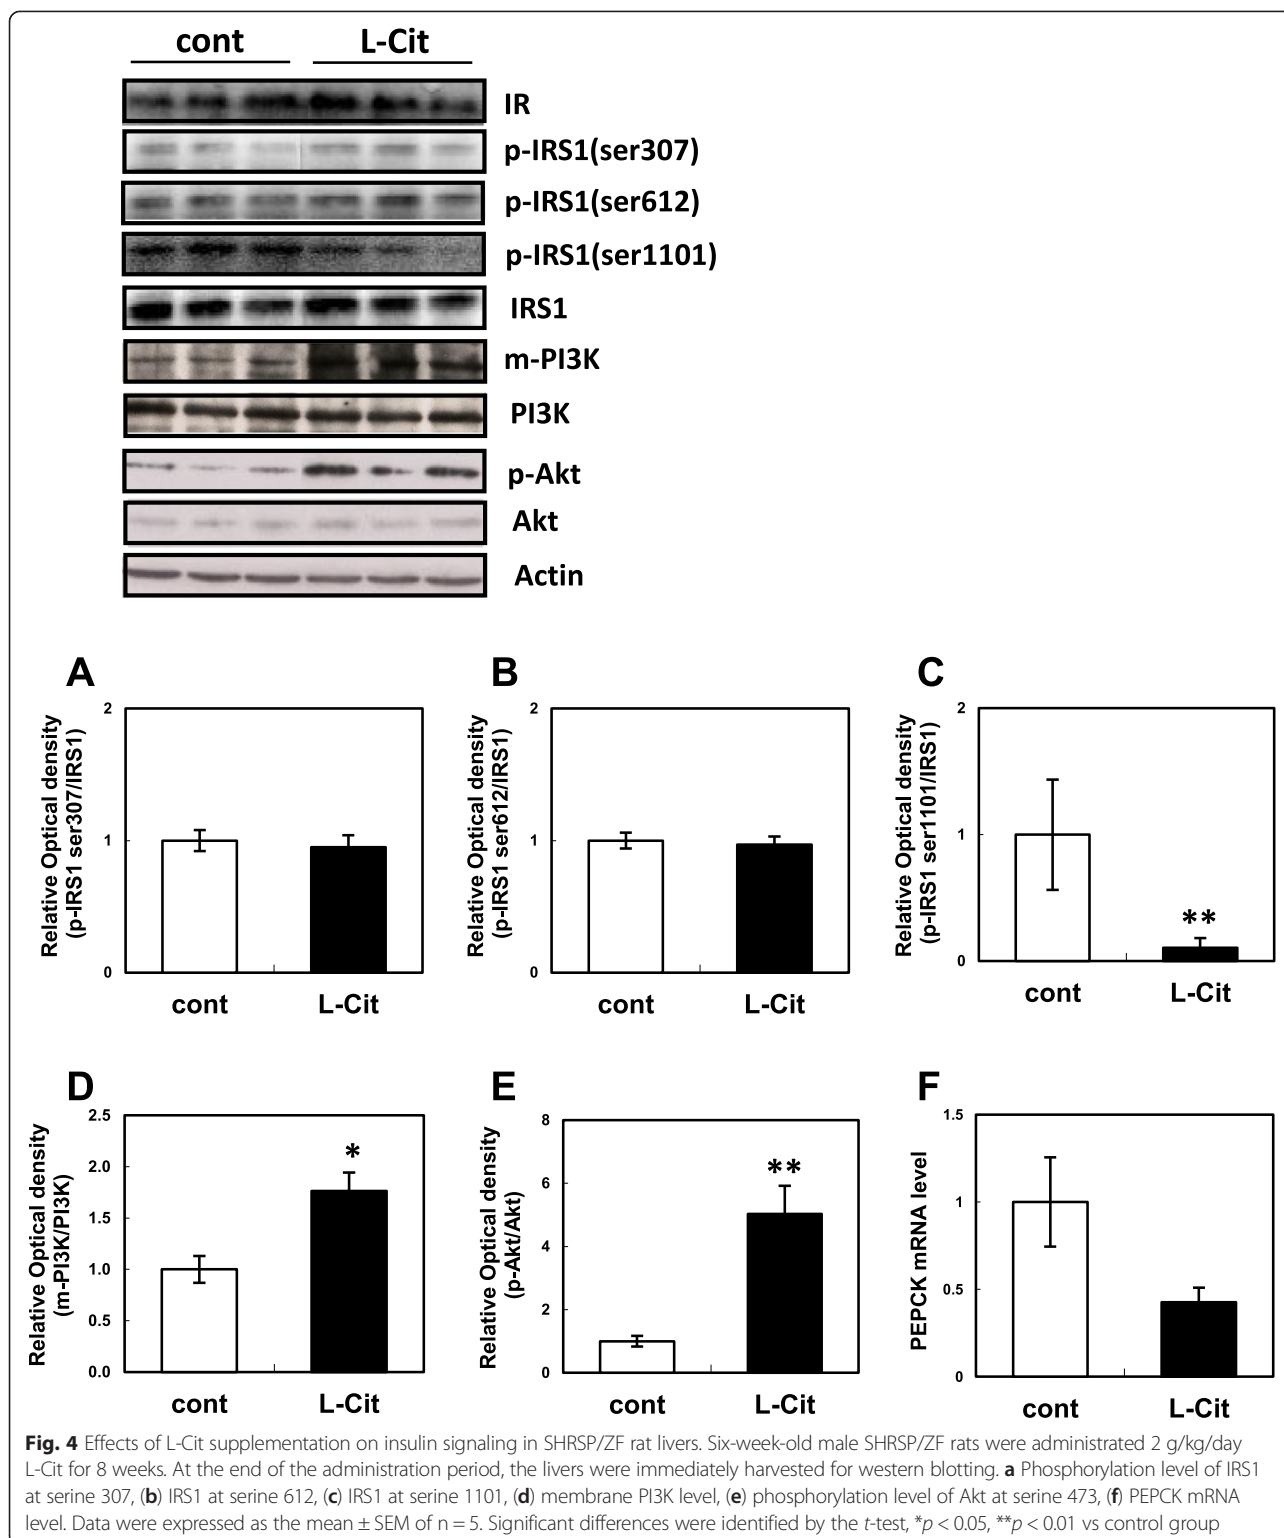 cont L-Cit
IR
p-IRS1(ser307)
p-IRS1(ser612)
p-IRS1(ser1101)
IRS1
m-PI3K
PI3K
p-Akt
Akt
Actin
A
Relative Optical density
(p-IRS1 ser307/IRS1)
2
1
0
cont L-Cit
B
Relative Optical density
(p-IRS1 ser612/IRS1)
2
1
0
cont L-Cit
C
Relative Optical density
(p-IRS1 ser1101/IRS1)
2
1
0
**
cont L-Cit
D
Relative Optical density
(m-PI3K/PI3K)
2.5
2.0
1.5
1.0
0.5
0.0
*
cont L-Cit
E
Relative Optical density
(p-Akt/Akt)
8
6
4
2
0
**
cont L-Cit
F
PEPCK mRNA level
1.5
1
0.5
0
cont L-Cit
Fig. 4 Effects of L-Cit supplementation on insulin signaling in SHRSP/ZF rat livers. Six-week-old male SHRSP/ZF rats were administrated 2 g/kg/day
L-Cit for 8 weeks. At the end of the administration period, the livers were immediately harvested for western blotting. a Phosphorylation level of IRS1
at serine 307, (b) IRS1 at serine 612, (c) IRS1 at serine 1101, (d) membrane PI3K level, (e) phosphorylation level of Akt at serine 473, (f) PEPCK mRNA
level. Data were expressed as the mean ± SEM of n = 5. Significant differences were identified by the t-test, *p < 0.05, **p < 0.01 vs control group